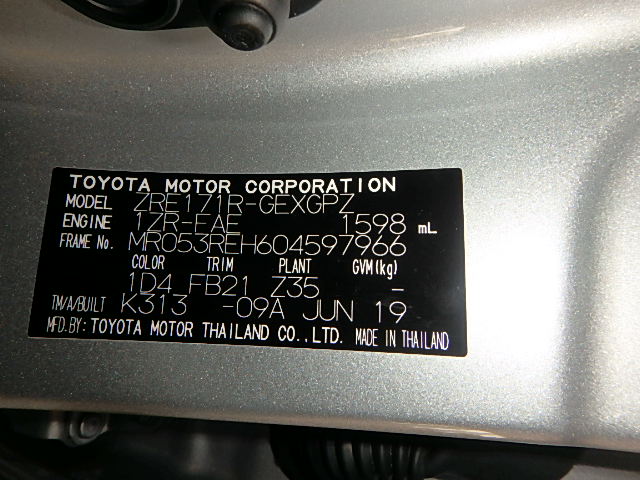 TOYOTA MOTOR CORPORATION
MODEL ZRE171R-GEXGPZ
ENGINE 1ZR-FAE 1598 mL
FRAME No. MR053REH604597966
COLOR TRIM PLANT GVM(kg)
1D4 FB21 Z35 -
TM/A/BUILT K313 -09A JUN 19
MFD.BY: TOYOTA MOTOR THAILAND CO.,LTD. MADE IN THAILAND